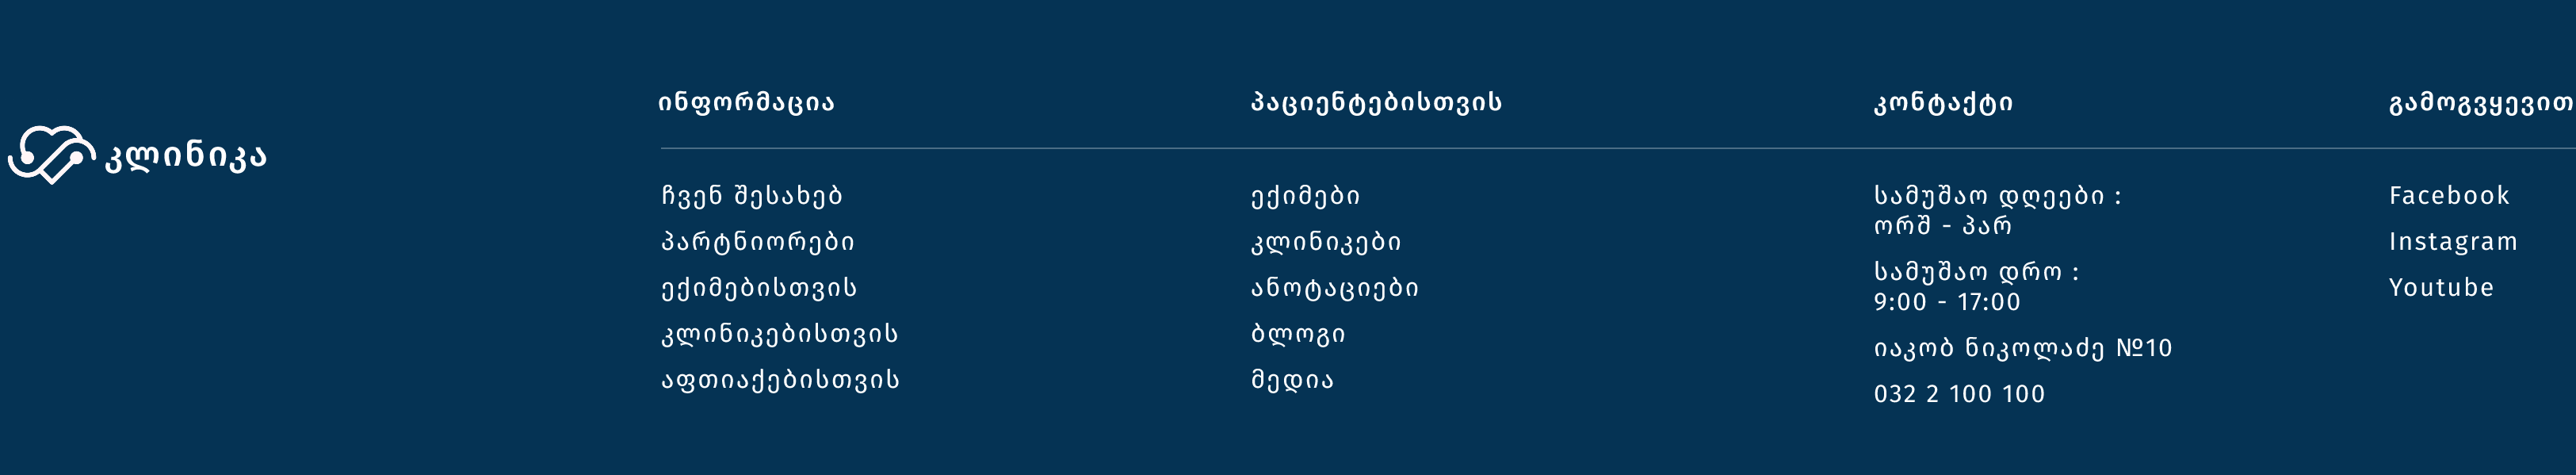 კლინიკა
ინფორმაცია
ჩვენ შესახებ
პარტნიორები
ექიმებისთვის
კლინიკებისთვის
აფთიაქებისთვის
პაციენტებისთვის
ექიმები
კლინიკები
ანოტაციები
ბლოგი
მედია
კონტაქტი
სამუშაო დღეები :
ორშ - პარ
სამუშაო დრო :
9:00 - 17:00
იაკობ ნიკოლაძე №10
032 2 100 100
გამოგვყევით
Facebook
Instagram
Youtube